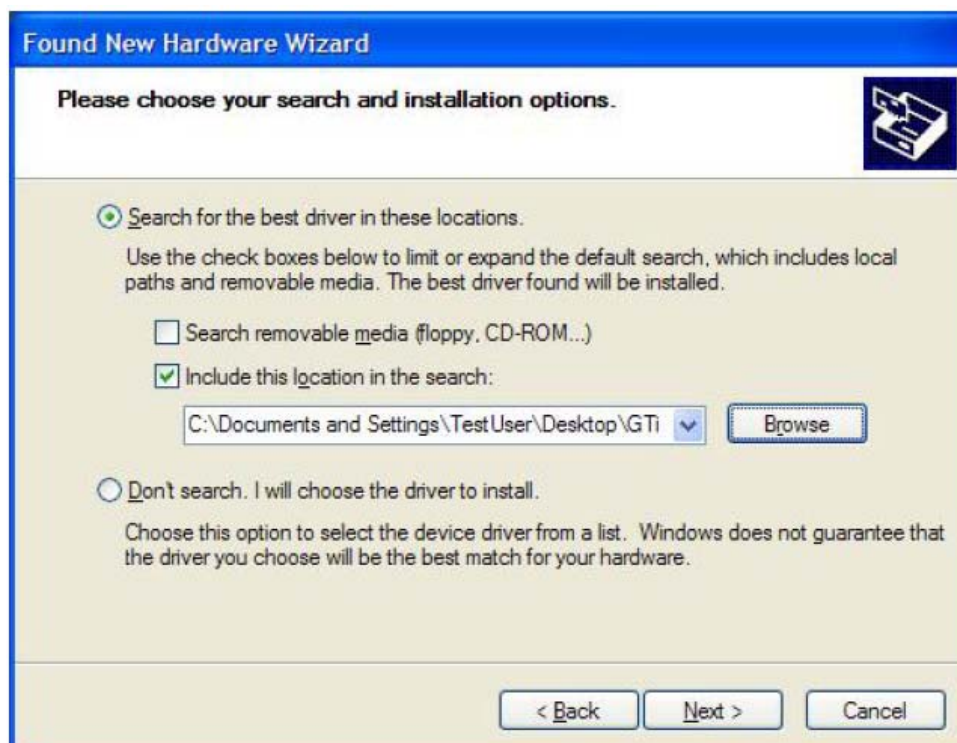 Found New Hardware Wizard
Please choose your search and installation options.
Search for the best driver in these locations.
Use the check boxes below to limit or expand the default search, which includes local
paths and removable media. The best driver found will be installed.
Search removable media (floppy, CD-ROM...)
Include this location in the search:
C:\Documents and Settings\TestUser\Desktop\GTi
Browse
Don't search. I will choose the driver to install.
Choose this option to select the device driver from a list. Windows does not guarantee that
the driver you choose will be the best match for your hardware.
< Back
Next >
Cancel